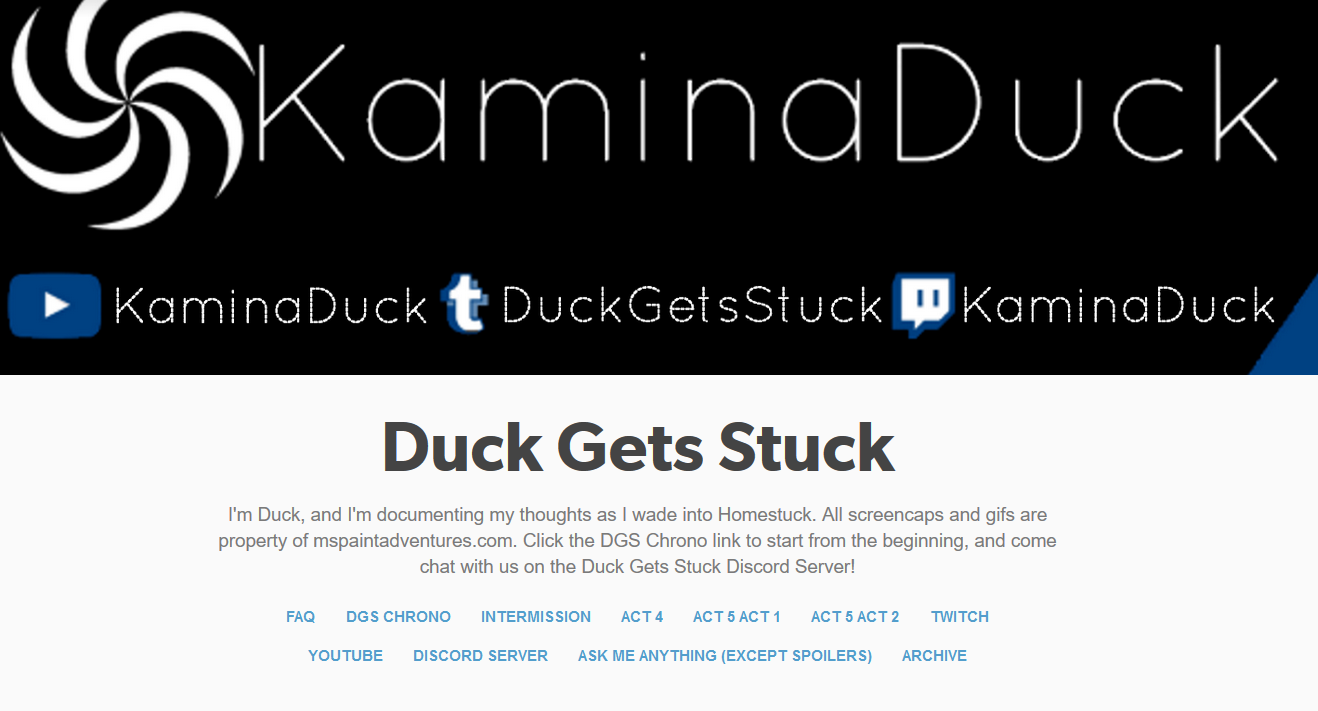 KaminaDuck
KaminaDuck DuckGetsStuck KaminaDuck
Duck Gets Stuck
I'm Duck, and I'm documenting my thoughts as I wade into Homestuck. All screencaps and gifs are
property of mspaintadventures.com. Click the DGS Chrono link to start from the beginning, and come
chat with us on the Duck Gets Stuck Discord Server!
FAQ DGS CHRONO INTERMISSION ACT 4 ACT 5 ACT 1 ACT 5 ACT 2 TWITCH
YOUTUBE DISCORD SERVER ASK ME ANYTHING (EXCEPT SPOILERS) ARCHIVE